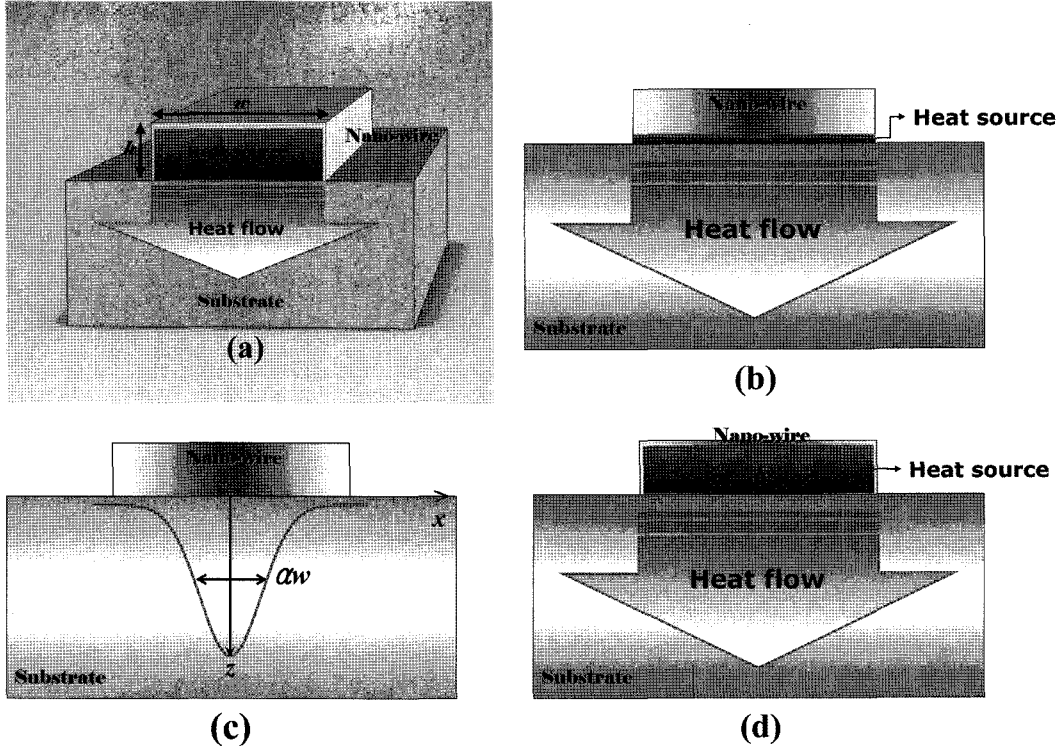 w
h
Nano-wire
Heat flow
Substrate
(a)
Nano-wire
Heat source
Heat flow
Substrate
(b)
Nano-wire
x
αw
z
Substrate
(c)
Nano-wire
Heat source
Heat flow
Substrate
(d)